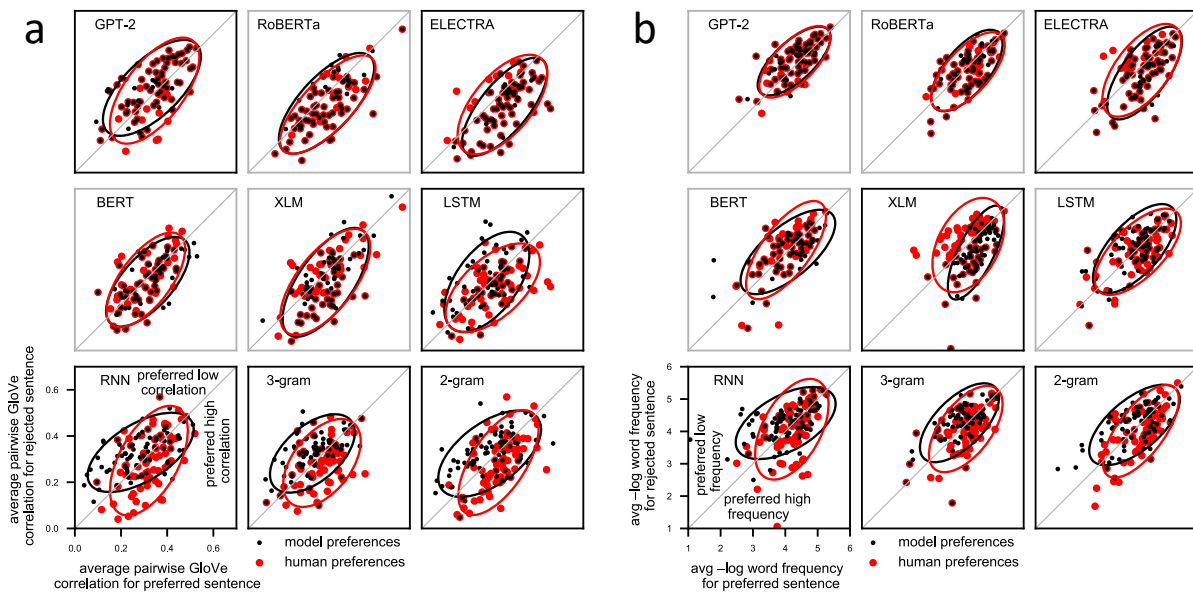 a
GPT-2
RoBERTa
ELECTRA
BERT
XLM
LSTM
RNN
preferred low
correlation
preferred high
correlation
3-gram
2-gram
0.6
0.4
0.2
0.0
0.0
0.2
0.4
0.6
average pairwise GloVe
correlation for rejected sentence
average pairwise GloVe
correlation for preferred sentence
model preferences
human preferences
b
GPT-2
RoBERTa
ELECTRA
BERT
XLM
LSTM
RNN
preferred low
frequency
preferred high
frequency
3-gram
2-gram
6
5
4
3
2
1
1
2
3
4
5
6
avg –log word frequency
for rejected sentence
avg –log word frequency
for preferred sentence
model preferences
human preferences